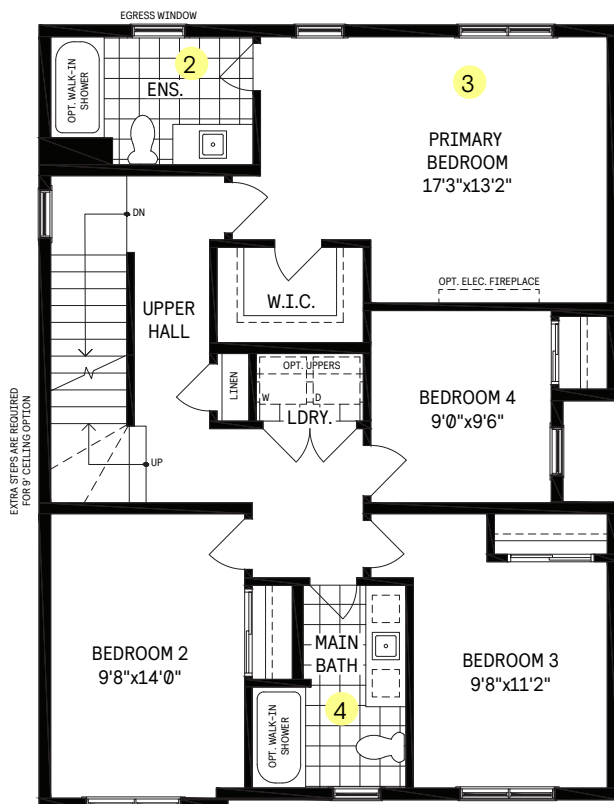 EGRESS WINDOW
OPT. WALK-IN
SHOWER
2
ENS.
3
PRIMARY
BEDROOM
17'3"x13'2"
DN
OPT. ELEC. FIREPLACE
W.I.C.
UPPER
HALL
OPT. UPPERS
LINEN
W
D
LDRY.
BEDROOM 4
9'0"x9'6"
EXTRA STEPS ARE REQUIRED
FOR 9' CEILING OPTION
UP
BEDROOM 2
9'8"x14'0"
MAIN
BATH
BEDROOM 3
9'8"x11'2"
4
OPT. WALK-IN
SHOWER